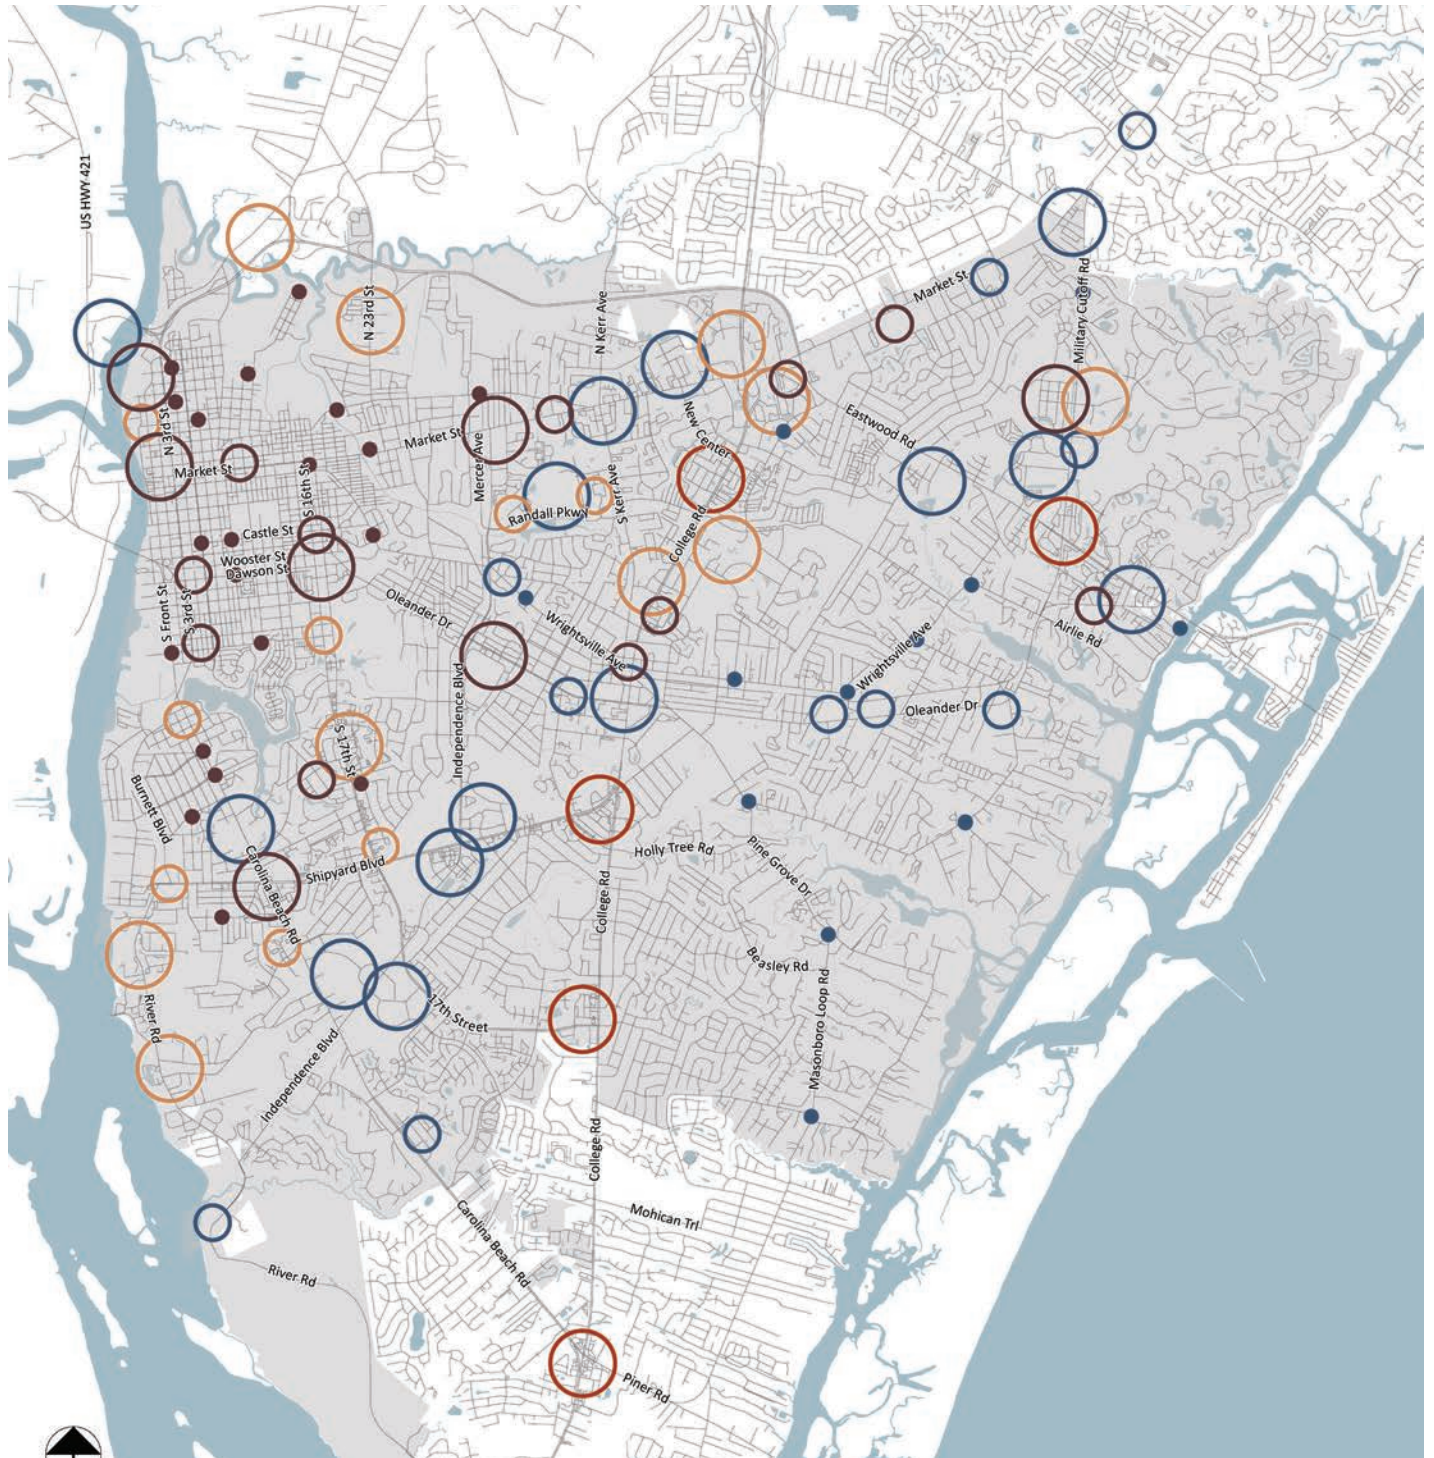 US HWY 421
Market St
Military Cutoff Rd
N 23rd St
N Kerr Ave
N 3rd St
New Center
Eastwood Rd
Market St
Market St
Mercer Ave
S 16th St
S Kerr Ave
Randall Pkwy
College Rd
Castle St
Wooster St
Dawson St
S Front St
S 3rd St
Oleander Dr
Wrightsville Ave
Airlie Rd
Wrightsville Ave
Oleander Dr
Independence Blvd
S 17th St
Burnett Blvd
Shipyard Blvd
Carolina Beach Rd
Holly Tree Rd
Pine Grove Dr
College Rd
Beasley Rd
Masonboro Loop Rd
River Rd
17th Street
Independence Blvd
College Rd
Mohican Trl
Carolina Beach Rd
River Rd
Piner Rd